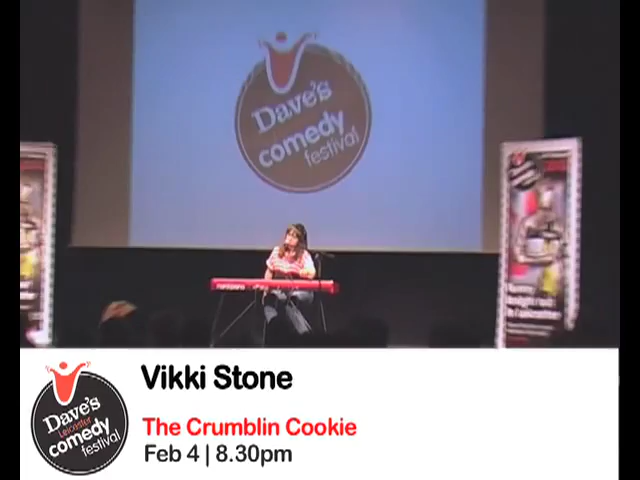 Dave's
comedy
festival
Vikki Stone
The Crumblin Cookie
Feb 4 | 8.30pm
Dave's
Leicester
comedy
festival